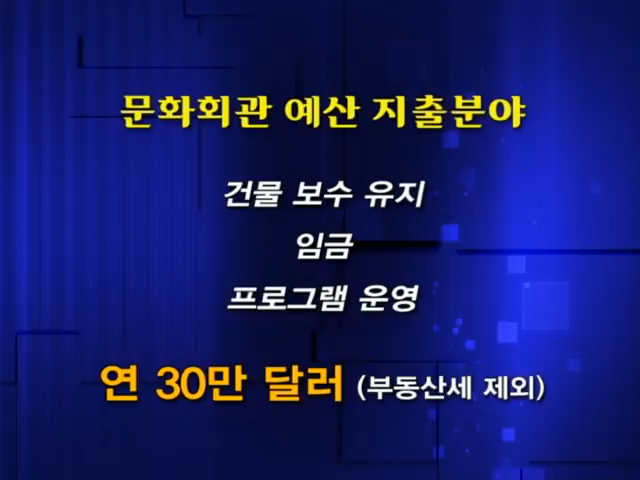 문화회관 예산 지출분야
건물 보수 유지
임금
프로그램 운영
연 30만 달러 (부동산세 제외)